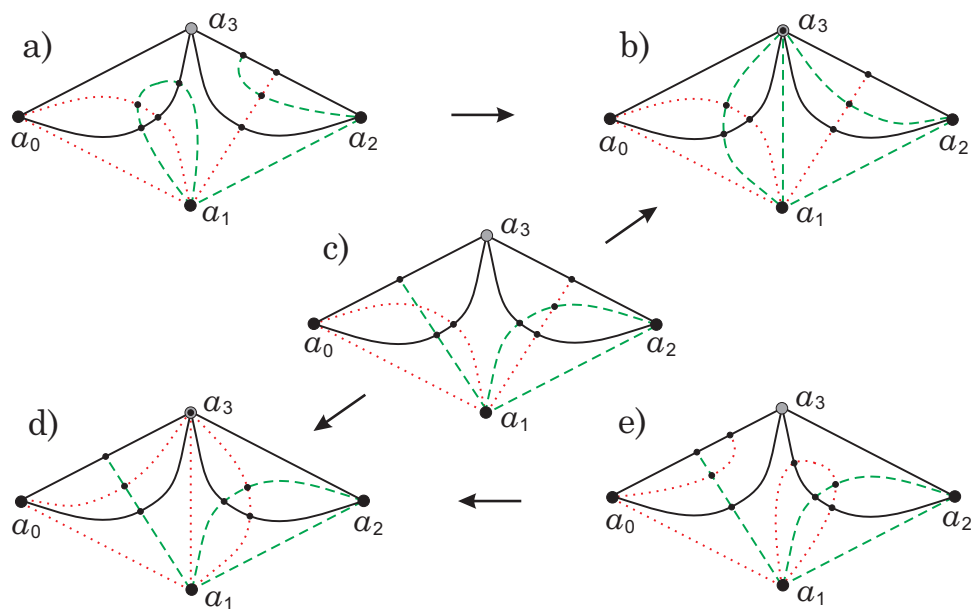 a) a₃ b) a₃
a₀ a₂ a₀ a₂
a₁ a₁
c) a₃
a₀ a₂
d) a₃ a₁ e) a₃
a₀ a₂ a₀ a₂
a₁ a₁